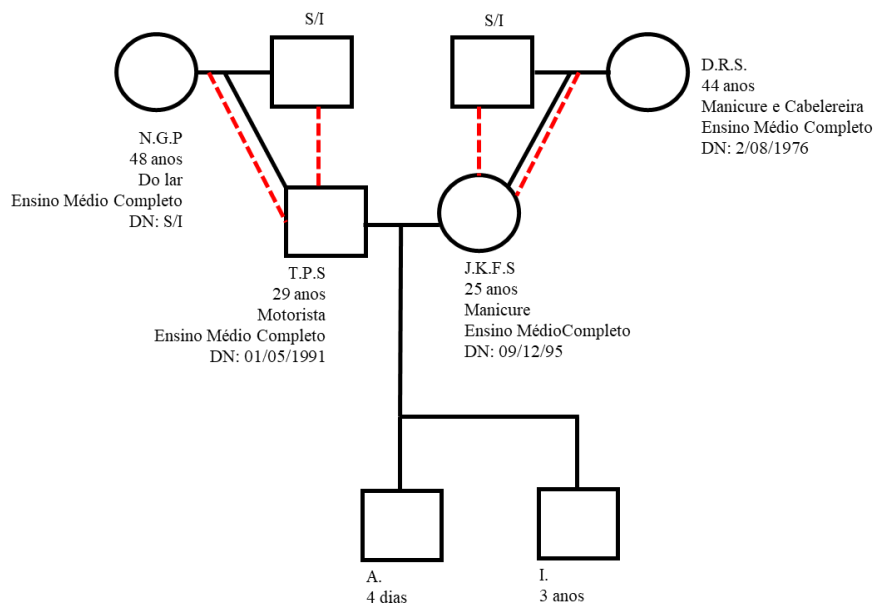 S/I
S/I
N.G.P
48 anos
Do lar
Ensino Médio Completo
DN: S/I
D.R.S.
44 anos
Manicure e Cabelereira
Ensino Médio Completo
DN: 2/08/1976
T.P.S
29 anos
Motorista
Ensino Médio Completo
DN: 01/05/1991
J.K.F.S
25 anos
Manicure
Ensino MédioCompleto
DN: 09/12/95
A.
4 dias
I.
3 anos